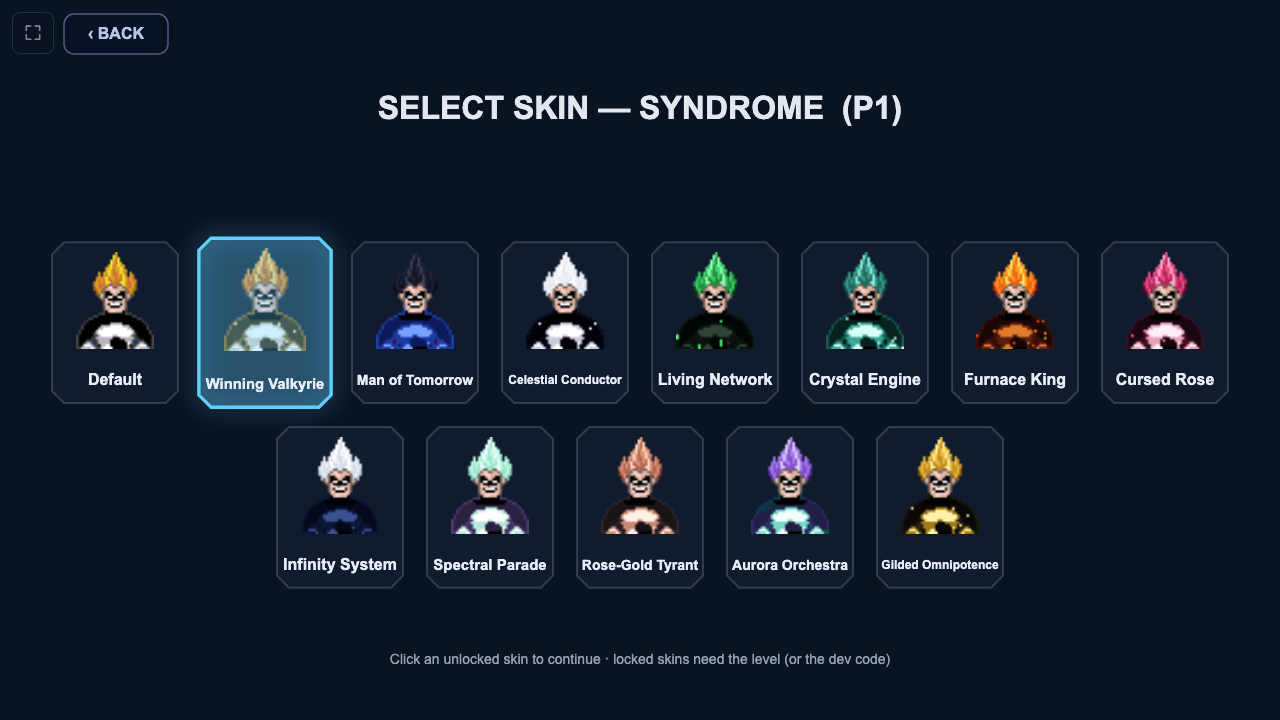 ‹ BACK
SELECT SKIN — SYNDROME (P1)
Default
Winning Valkyrie
Man of Tomorrow
Celestial Conductor
Living Network
Crystal Engine
Furnace King
Cursed Rose
Infinity System
Spectral Parade
Rose-Gold Tyrant
Aurora Orchestra
Gilded Omnipotence
Click an unlocked skin to continue · locked skins need the level (or the dev code)